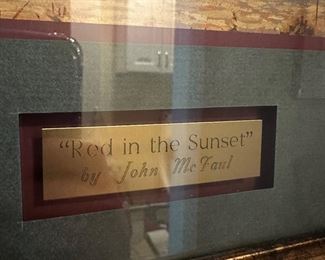 "Red in the Sunset"
by John McFaul